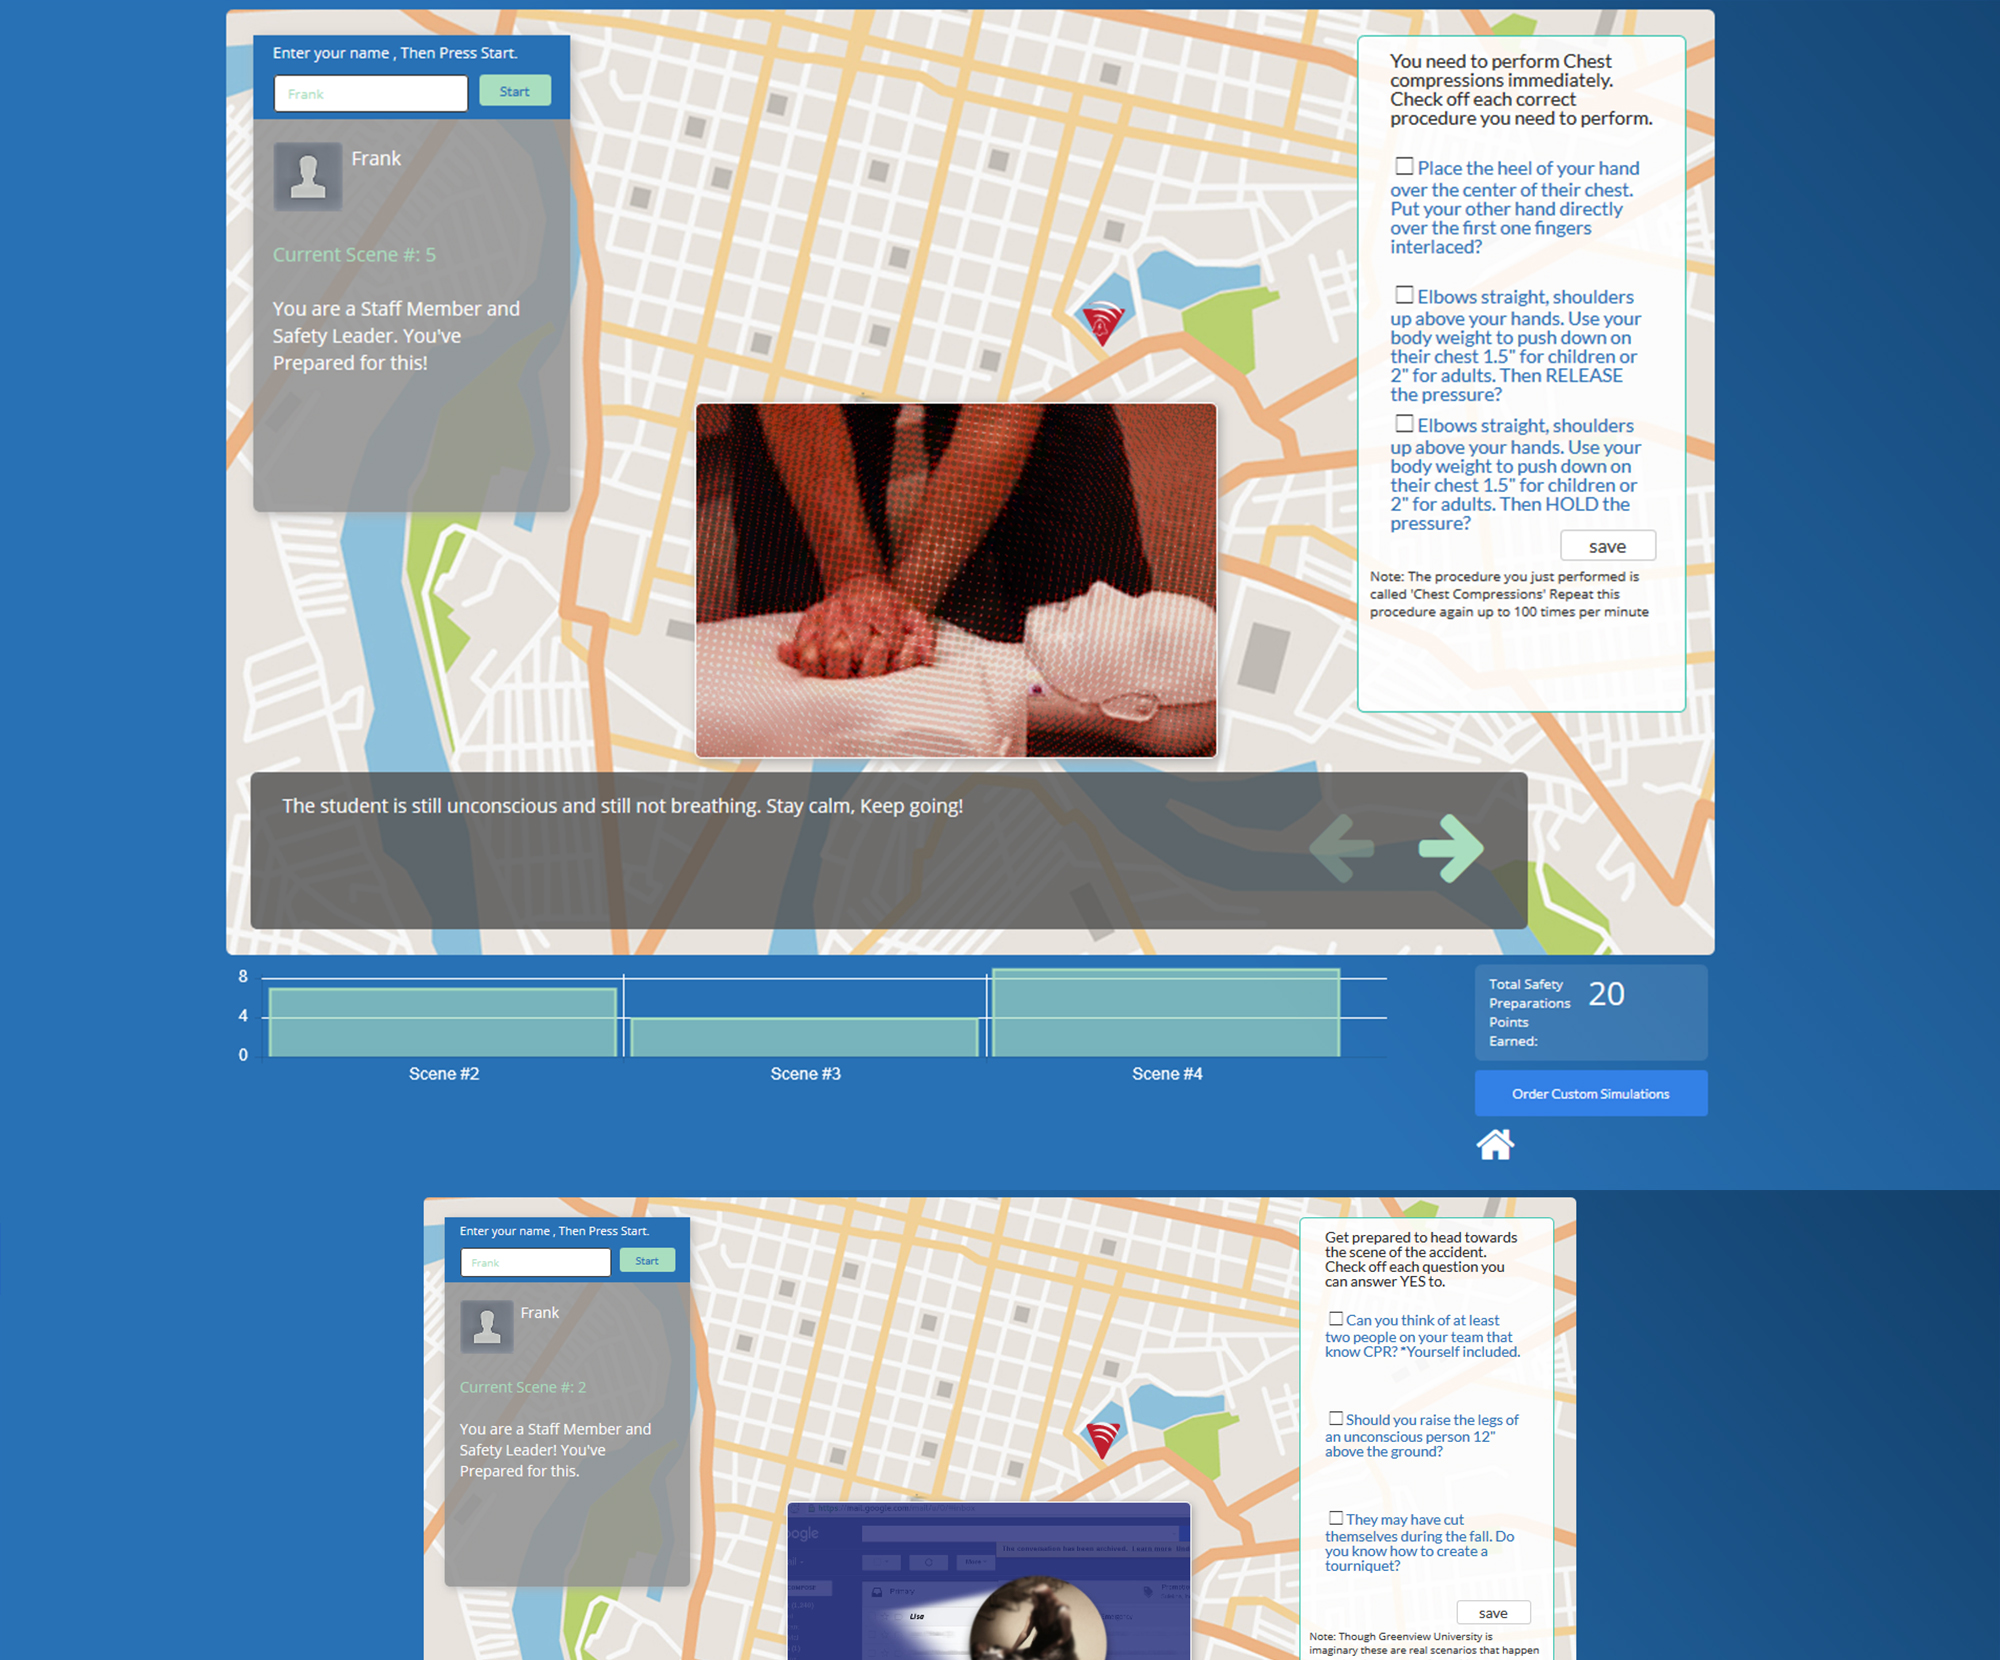 Enter your name , Then Press Start.
Frank
Start
Frank
Current Scene #: 5
You are a Staff Member and
Safety Leader. You've
Prepared for this!
You need to perform Chest
compressions immediately.
Check off each correct
procedure you need to perform.
Place the heel of your hand
over the center of their chest.
Put your other hand directly
over the first one fingers
interlaced?
Elbows straight, shoulders
up above your hands. Use your
body weight to push down on
their chest 1.5" for children or
2" for adults. Then RELEASE
the pressure?
Elbows straight, shoulders
up above your hands. Use your
body weight to push down on
their chest 1.5" for children or
2" for adults. Then HOLD the
pressure?
save
Note: The procedure you just performed is
called 'Chest Compressions' Repeat this
procedure again up to 100 times per minute
The student is still unconscious and still not breathing. Stay calm, Keep going!
8
4
0
Scene #2
Scene #3
Scene #4
Total Safety
Preparations
Points
Earned:
20
Order Custom Simulations
Enter your name , Then Press Start.
Frank
Start
Frank
Current Scene #: 2
You are a Staff Member and
Safety Leader! You've
Prepared for this.
Get prepared to head towards
the scene of the accident.
Check off each question you
can answer YES to.
Can you think of at least
two people on your team that
know CPR? *Yourself included.
Should you raise the legs of
an unconscious person 12"
above the ground?
They may have cut
themselves during the fall. Do
you know how to create a
tourniquet?
save
Note: Though Greenview University is
imaginary these are real scenarios that happen
https://mail.google.com
oogle
The conversation has been archived. Learn more
More
Use